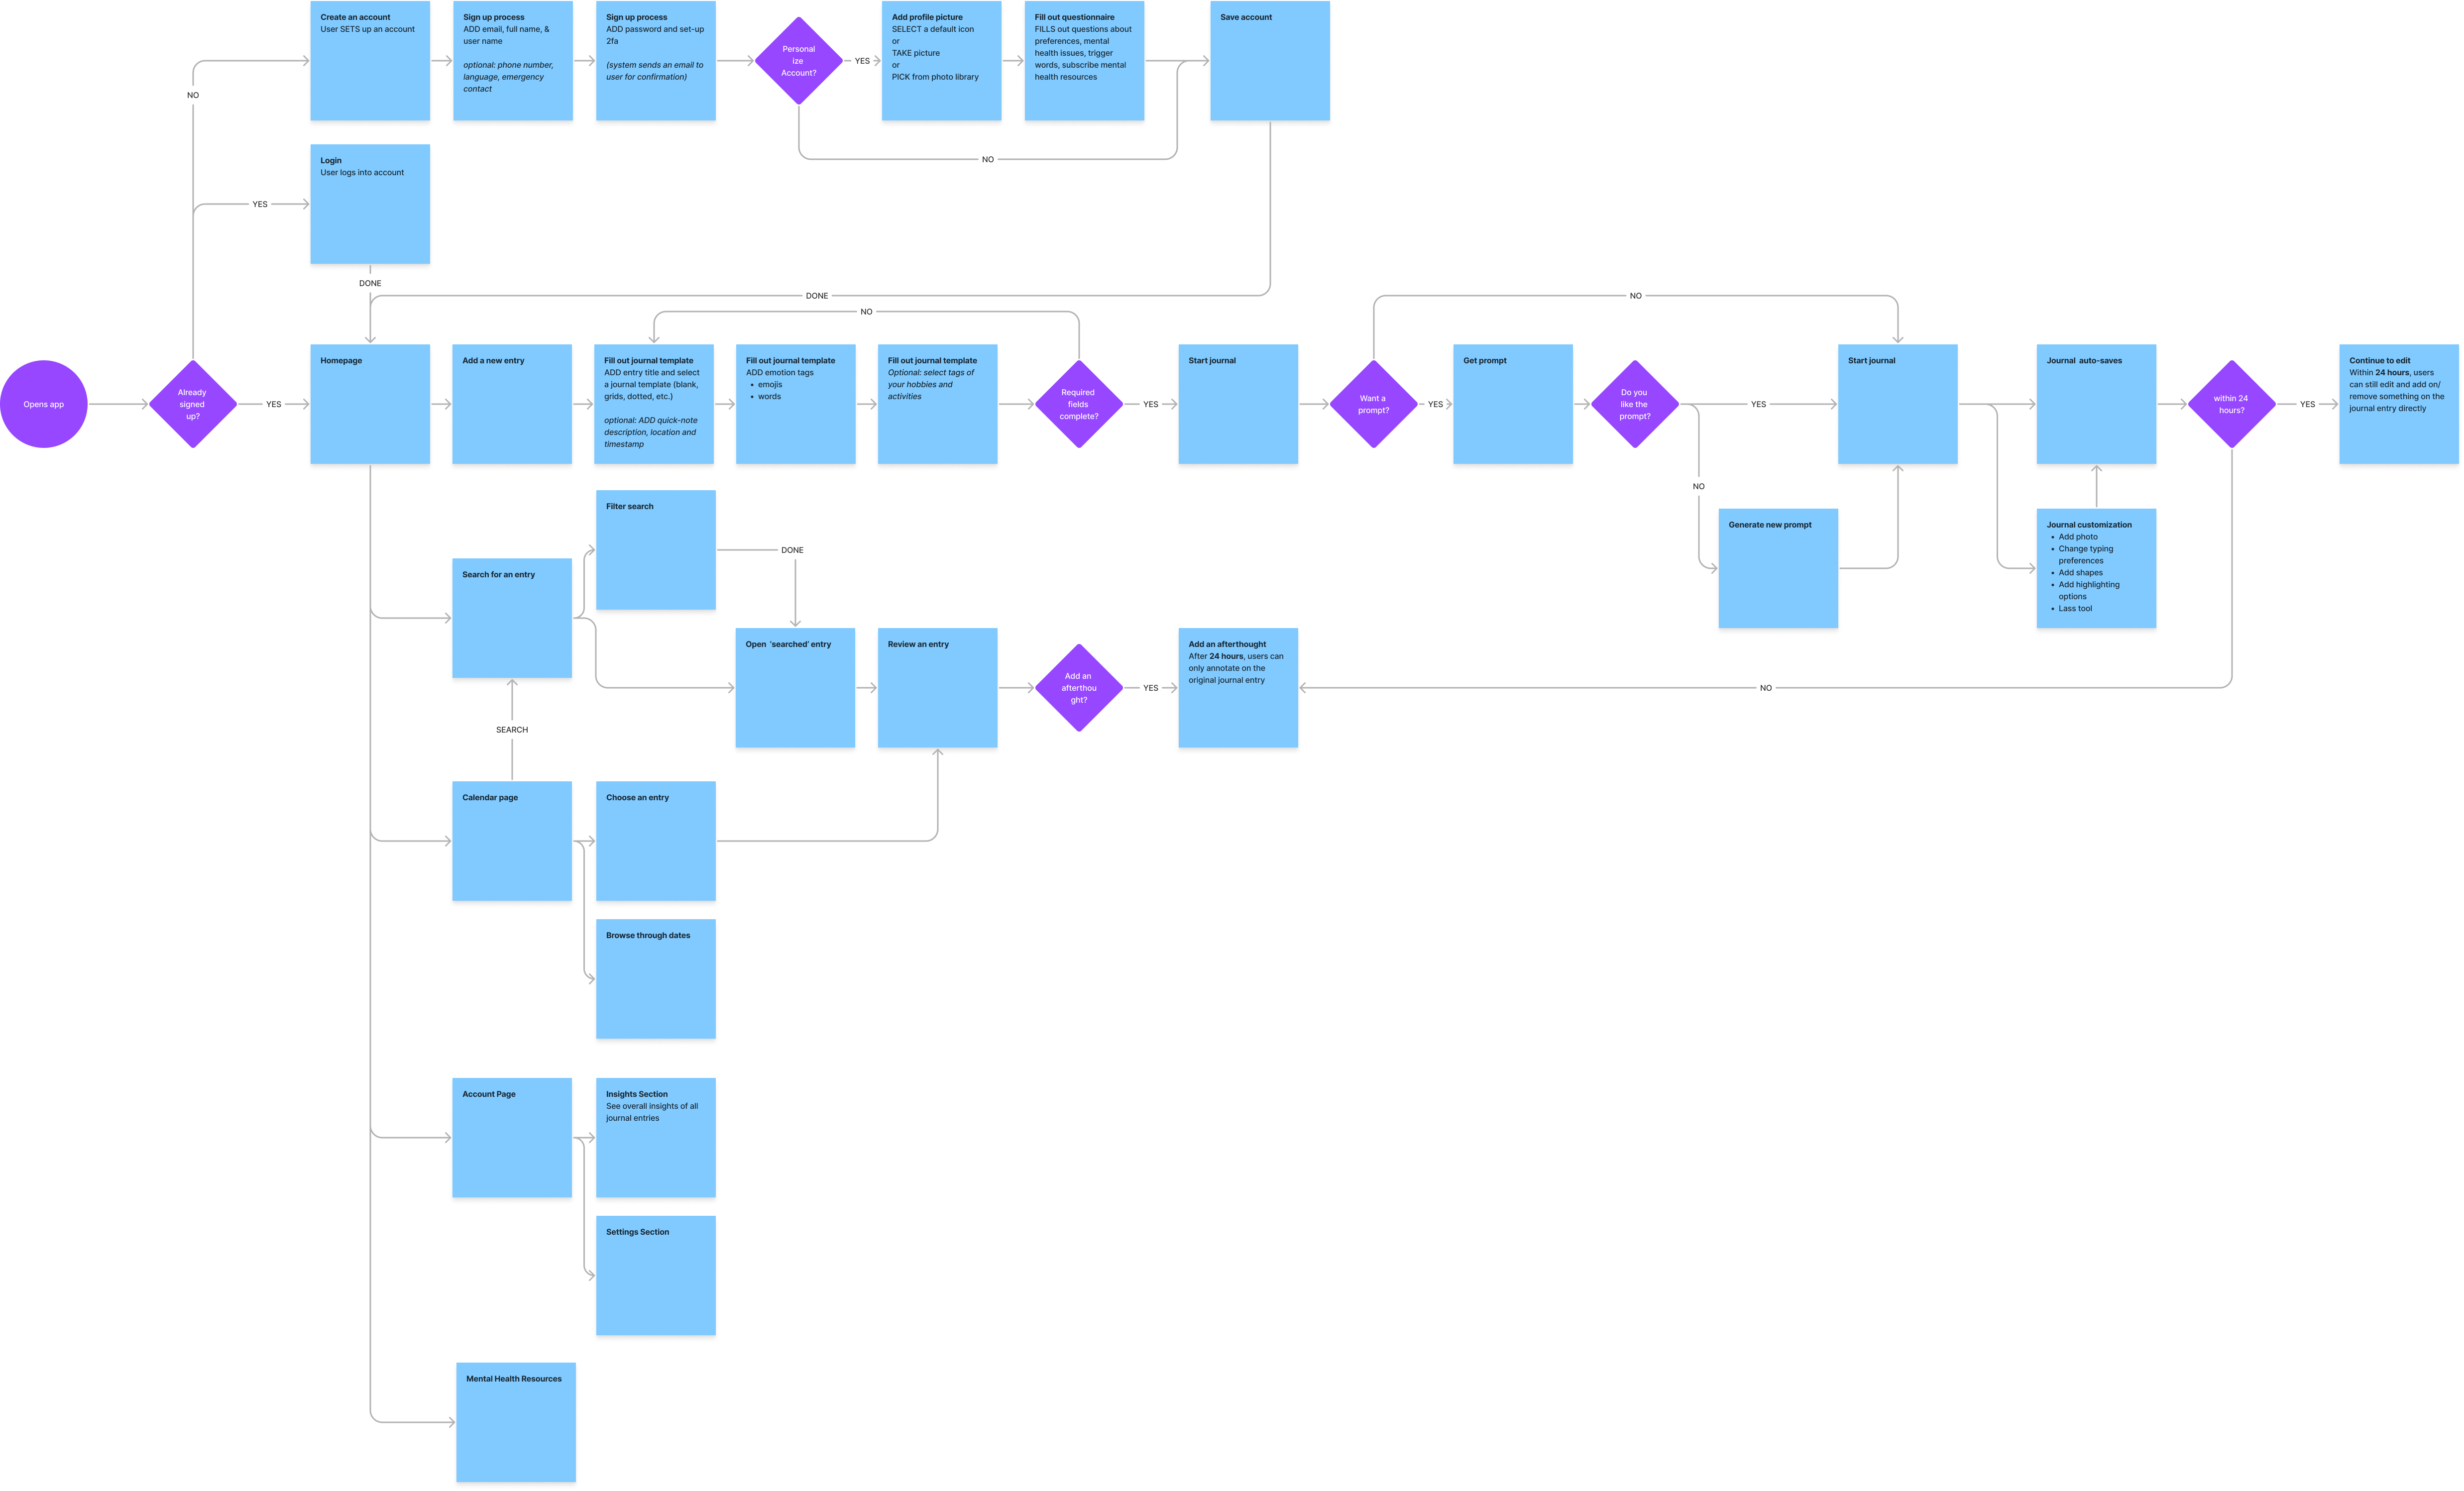 Create an account
User SETS up an account
Sign up process
ADD email, full name, &
user name
optional: phone number,
language, emergency
contact
Sign up process
ADD password and set-up
2fa
(system sends an email to
user for confirmation)
Personal
ize
Account?
YES
Add profile picture
SELECT a default icon
or
TAKE picture
or
PICK from photo library
Fill out questionnaire
FILLS out questions about
preferences, mental
health issues, trigger
words, subscribe mental
health resources
Save account
NO
NO
Login
User logs into account
YES
DONE
DONE
NO
NO
Opens app
Already
signed
up?
YES
Homepage
Add a new entry
Fill out journal template
ADD entry title and select
a journal template (blank,
grids, dotted, etc.)
optional: ADD quick-note
description, location and
timestamp
Fill out journal template
ADD emotion tags
• emojis
• words
Fill out journal template
Optional: select tags of
your hobbies and
activities
Required
fields
complete?
YES
Start journal
Want a
prompt?
YES
Get prompt
Do you
like the
prompt?
YES
Start journal
Journal auto-saves
within 24
hours?
YES
Continue to edit
Within 24 hours, users
can still edit and add on/
remove something on the
journal entry directly
NO
Generate new prompt
Journal customization
• Add photo
• Change typing
preferences
• Add shapes
• Add highlighting
options
• Lass tool
Filter search
DONE
Search for an entry
Open ‘searched’ entry
Review an entry
Add an
afterthou
ght?
YES
Add an afterthought
After 24 hours, users can
only annotate on the
original journal entry
NO
SEARCH
Calendar page
Choose an entry
Browse through dates
Account Page
Insights Section
See overall insights of all
journal entries
Settings Section
Mental Health Resources